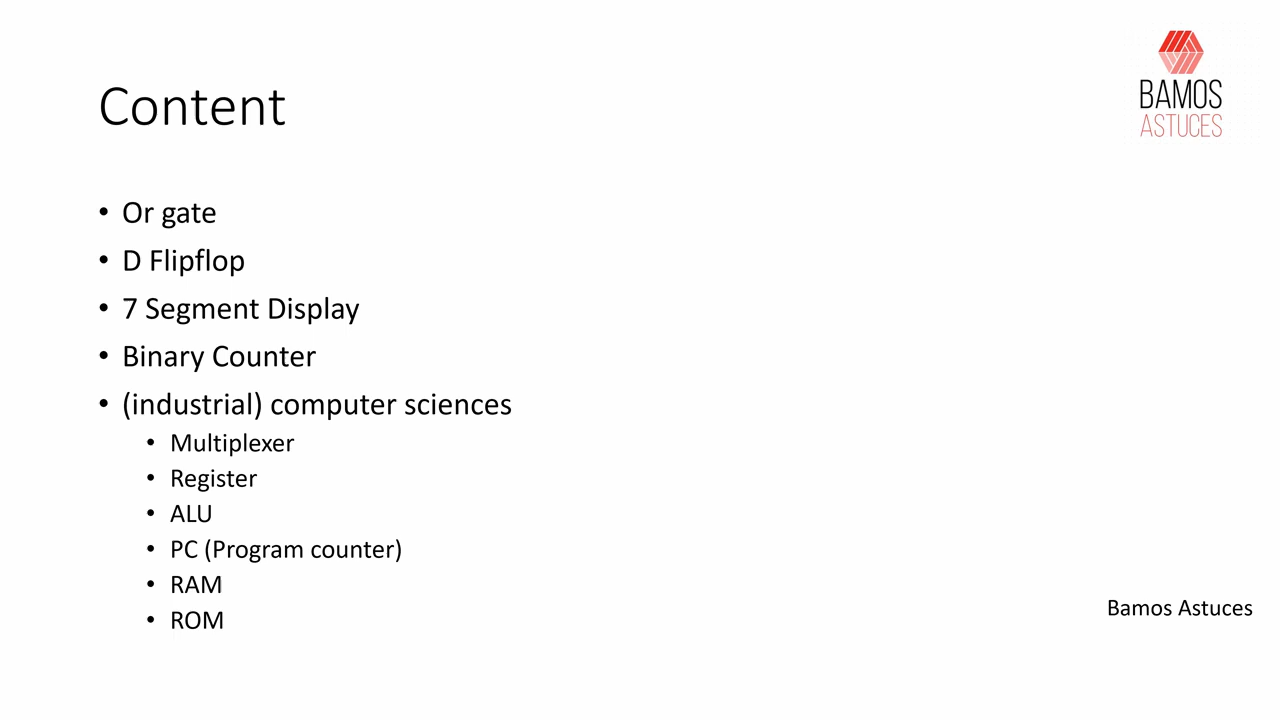 BAMOS
ASTUCES
Content
• Or gate
• D Flipflop
• 7 Segment Display
• Binary Counter
• (industrial) computer sciences
• Multiplexer
• Register
• ALU
• PC (Program counter)
• RAM
• ROM
Bamos Astuces